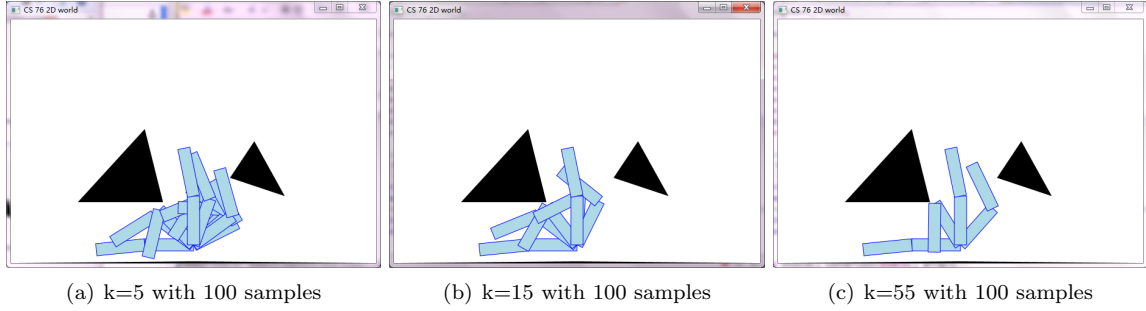 CS 76 2D world
CS 76 2D world
CS 76 2D world
(a) k=5 with 100 samples
(b) k=15 with 100 samples
(c) k=55 with 100 samples